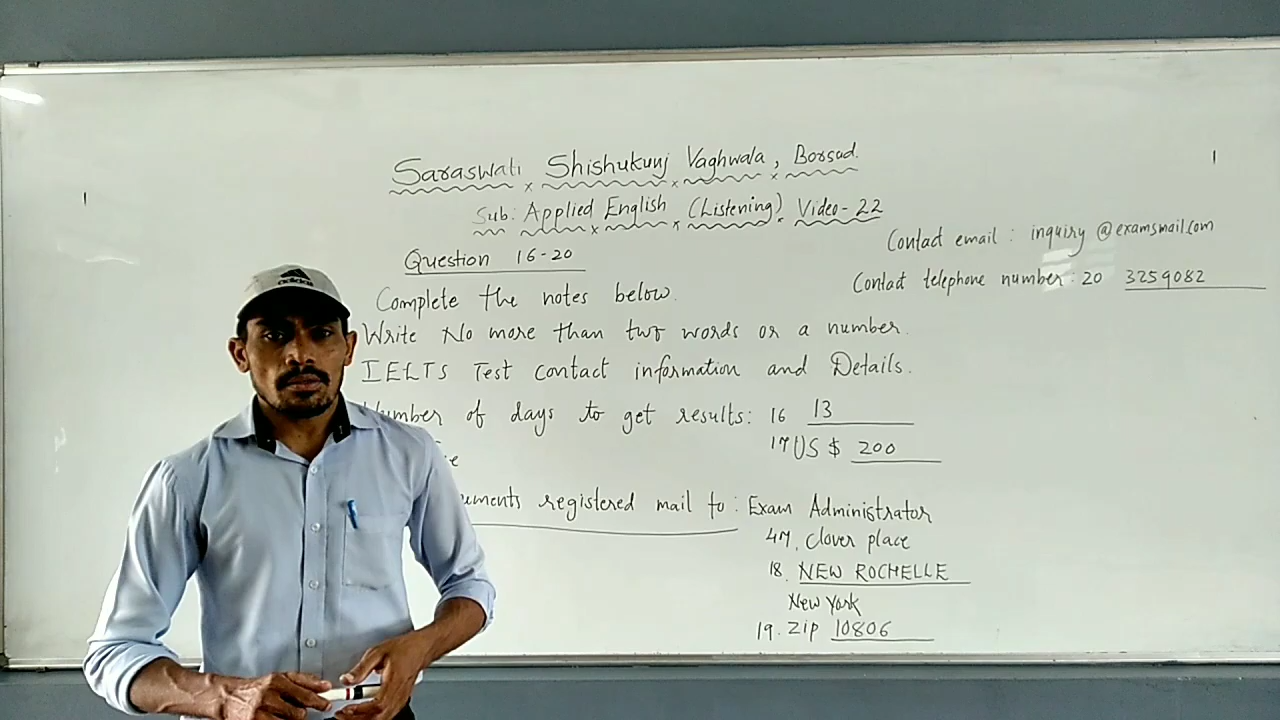 Saraswati Shishukunj Vaghwala, Borsad.
Sub: Applied English (Listening) Video-22
Question 16-20
Complete the notes below.
Write No more than two words or a number.
IELTS Test contact information and Details.
Number of days to get results: 16 13
17 US $ 200
uments registered mail to: Exam Administrator
47, Clover place
18. NEW ROCHELLE
New York
19. Zip 10806
Contact email: inquiry @examsmail.com
Contact telephone number: 20 3259082
adidas